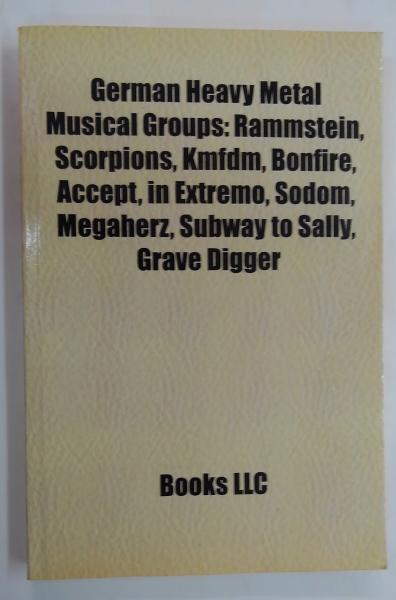 German Heavy Metal
Musical Groups: Rammstein,
Scorpions, Kmfdm, Bonfire,
Accept, in Extremo, Sodom,
Megaherz, Subway to Sally,
Grave Digger
Books LLC